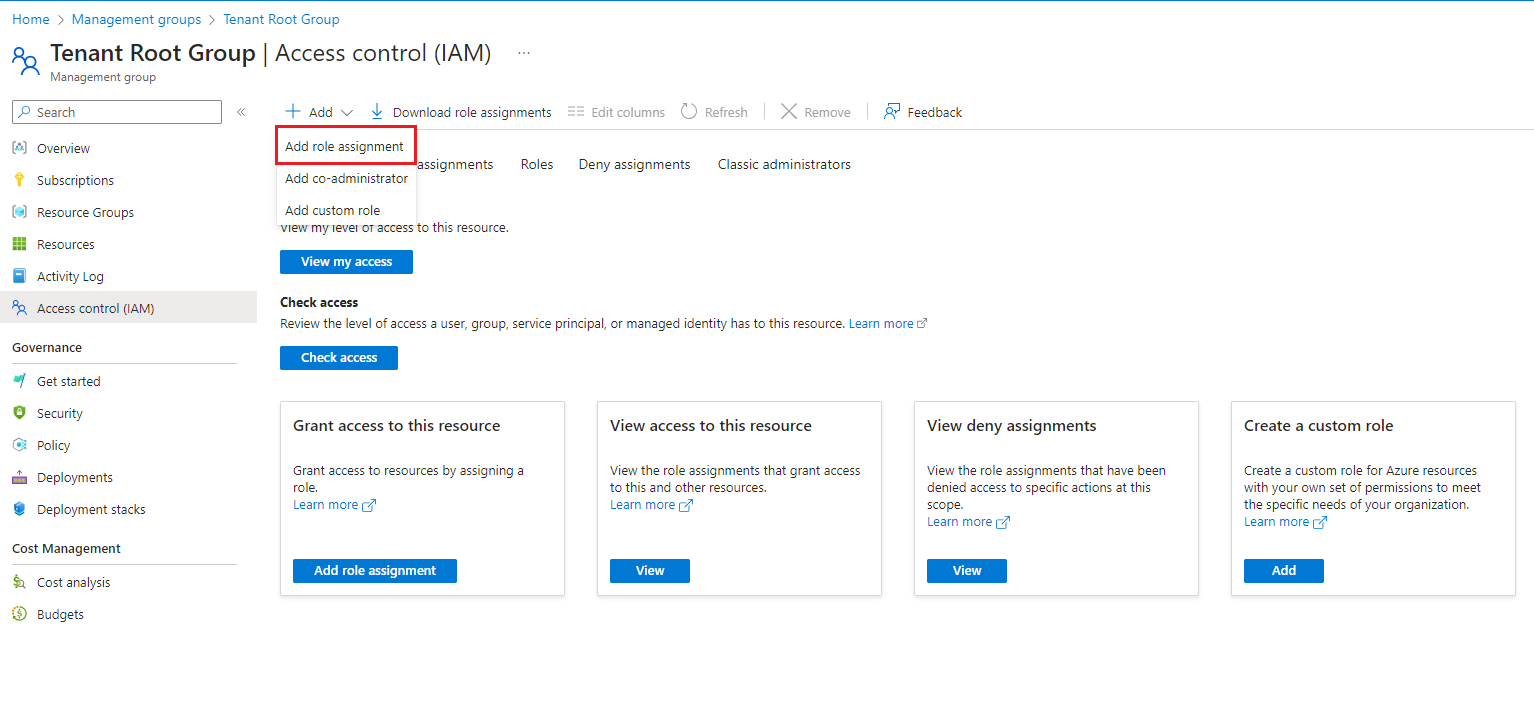 Home > Management groups > Tenant Root Group
Tenant Root Group | Access control (IAM) ...
Management group
Search
«
Add
Download role assignments
Edit columns
Refresh
Remove
Feedback
Add role assignment
Add co-administrator
Add custom role
assignments
Roles
Deny assignments
Classic administrators
Overview
Subscriptions
Resource Groups
Resources
Activity Log
Access control (IAM)
Governance
Get started
Security
Policy
Deployments
Deployment stacks
Cost Management
Cost analysis
Budgets
View my level of access to this resource.
View my access
Check access
Review the level of access a user, group, service principal, or managed identity has to this resource. Learn more
Check access
Grant access to this resource
Grant access to resources by assigning a
role.
Learn more
Add role assignment
View access to this resource
View the role assignments that grant access
to this and other resources.
Learn more
View
View deny assignments
View the role assignments that have been
denied access to specific actions at this
scope.
Learn more
View
Create a custom role
Create a custom role for Azure resources
with your own set of permissions to meet
the specific needs of your organization.
Learn more
Add